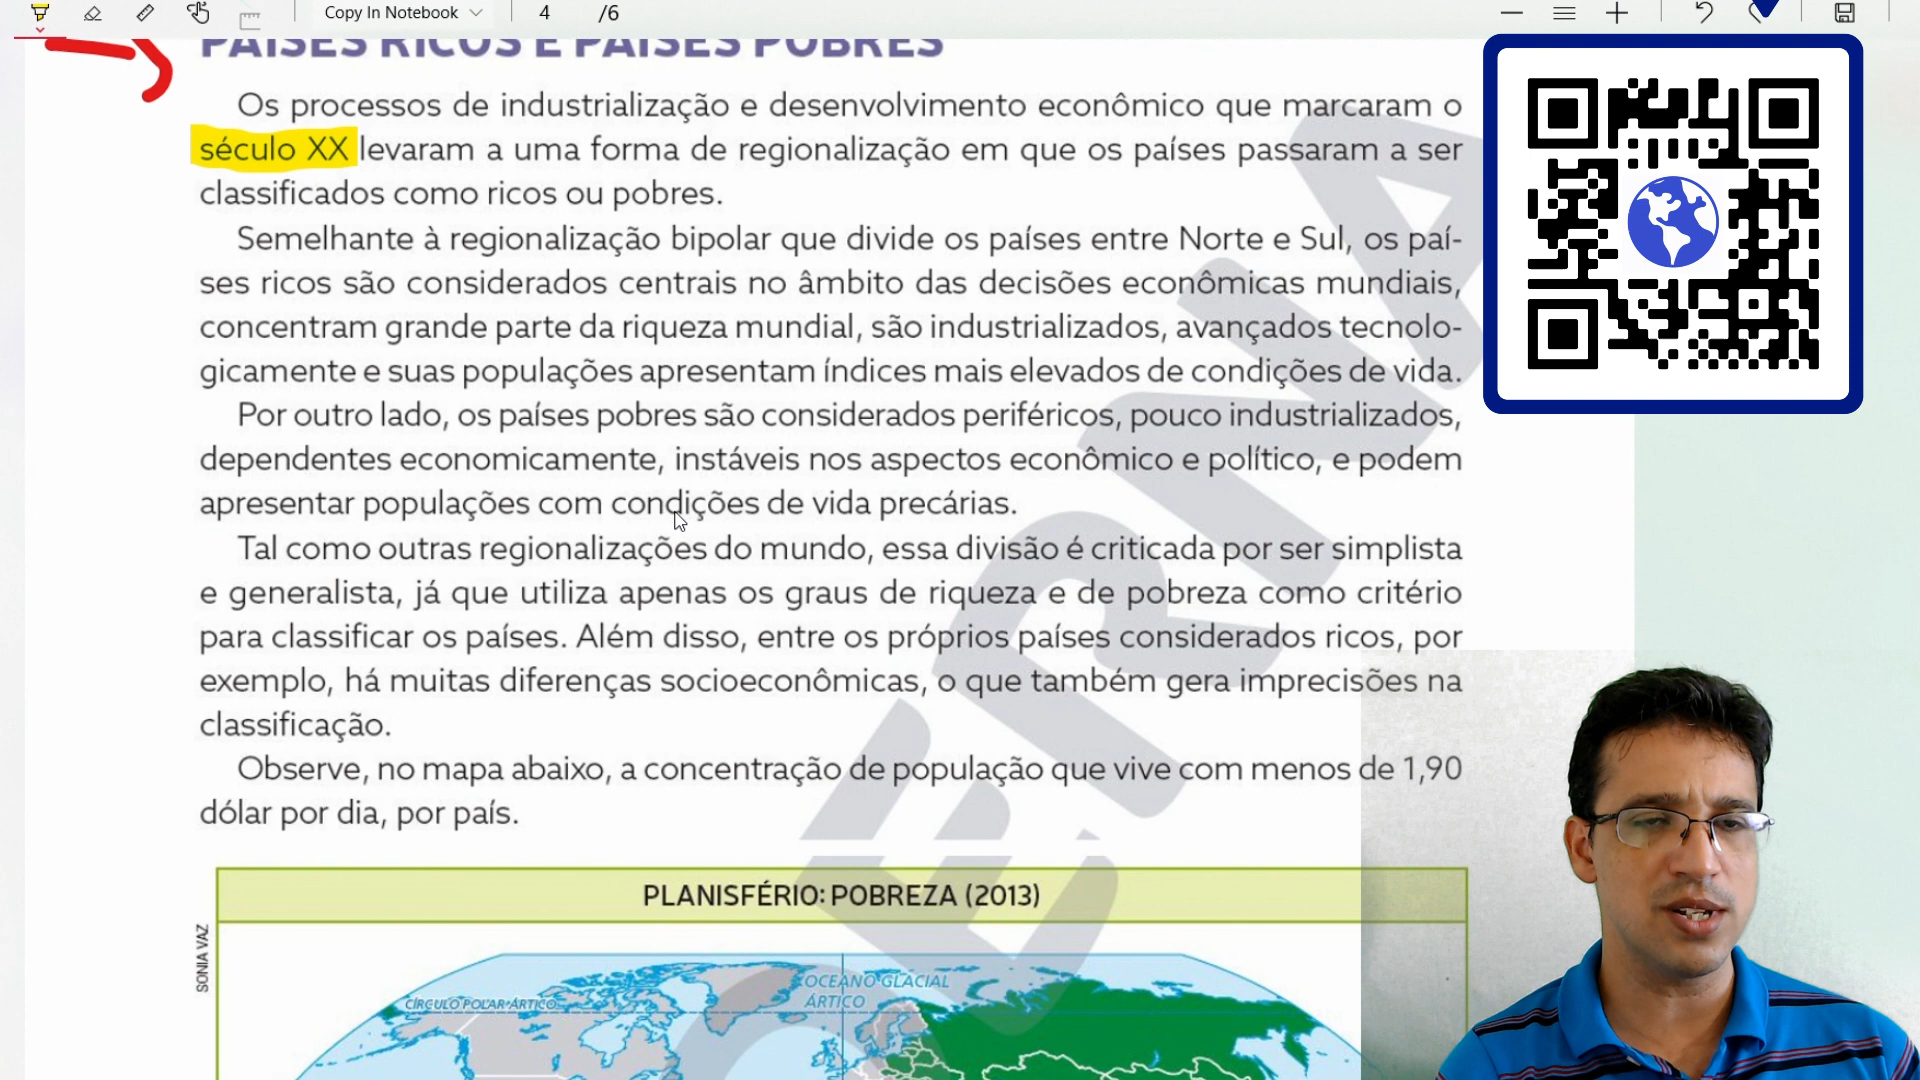 Copy In Notebook 4 /6
PAÍSES RICOS E PAÍSES POBRES
Os processos de industrialização e desenvolvimento econômico que marcaram o
século XX levaram a uma forma de regionalização em que os países passaram a ser
classificados como ricos ou pobres.
Semelhante à regionalização bipolar que divide os países entre Norte e Sul, os paí-
ses ricos são considerados centrais no âmbito das decisões econômicas mundiais,
concentram grande parte da riqueza mundial, são industrializados, avançados tecnolo-
gicamente e suas populações apresentam índices mais elevados de condições de vida.
Por outro lado, os países pobres são considerados periféricos, pouco industrializados,
dependentes economicamente, instáveis nos aspectos econômico e político, e podem
apresentar populações com condições de vida precárias.
Tal como outras regionalizações do mundo, essa divisão é criticada por ser simplista
e generalista, já que utiliza apenas os graus de riqueza e de pobreza como critério
para classificar os países. Além disso, entre os próprios países considerados ricos, por
exemplo, há muitas diferenças socioeconômicas, o que também gera imprecisões na
classificação.
Observe, no mapa abaixo, a concentração de população que vive com menos de 1,90
dólar por dia, por país.
PLANISFÉRIO: POBREZA (2013)
SONIA VAZ
OCEANO GLACIAL
ÁRTICO
CÍRCULO POLAR ÁRTICO
ERNA